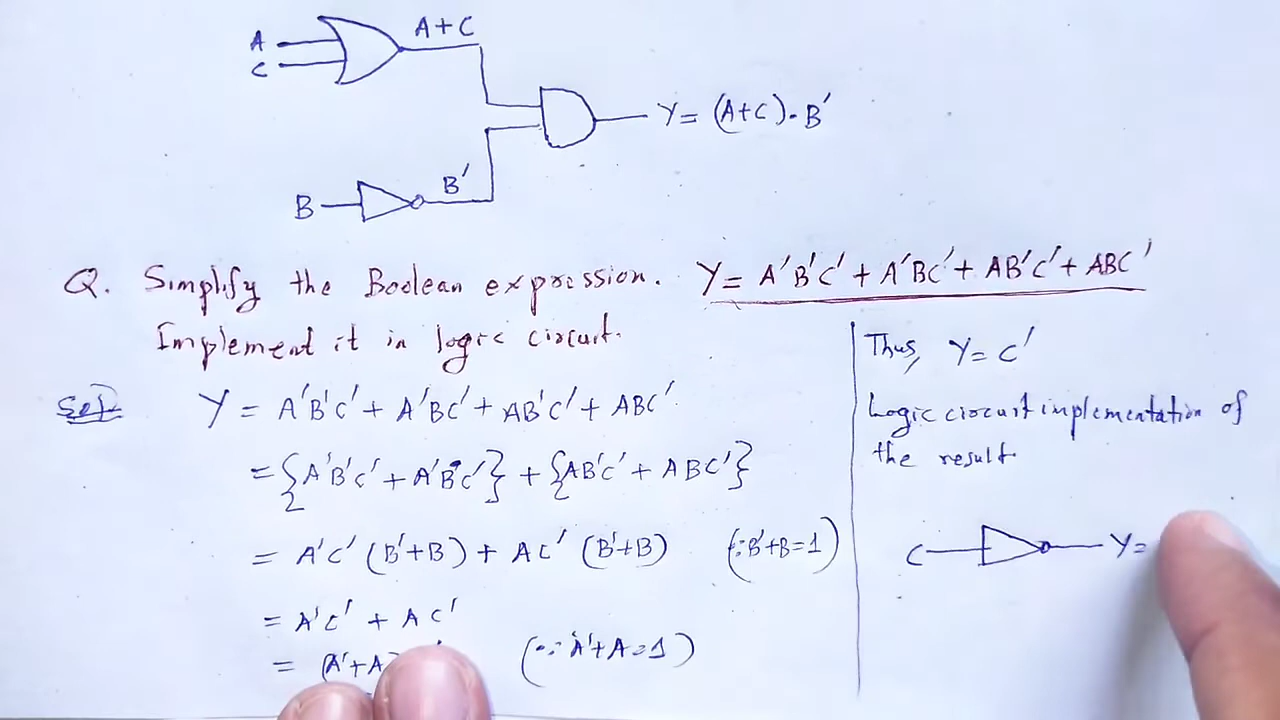 A
C
A+C
B
B'
Y= (A+C)·B'
Q. Simplify the Boolean expression. Y= A'B'C' + A'BC' + AB'C' + ABC'
Implement it in logic circuit.
Sol
Y = A'B'C' + A'BC' + AB'C' + ABC'.
= {A'B'C' + A'BC'} + {AB'C' + ABC'}
= A'C' (B'+B) + AC' (B'+B) (∵B'+B=1)
= A'C' + AC'
= (A'+A) (∵ A'+A=1)
Thus, Y= C'
Logic circuit implementation of
the result.
C
Y=